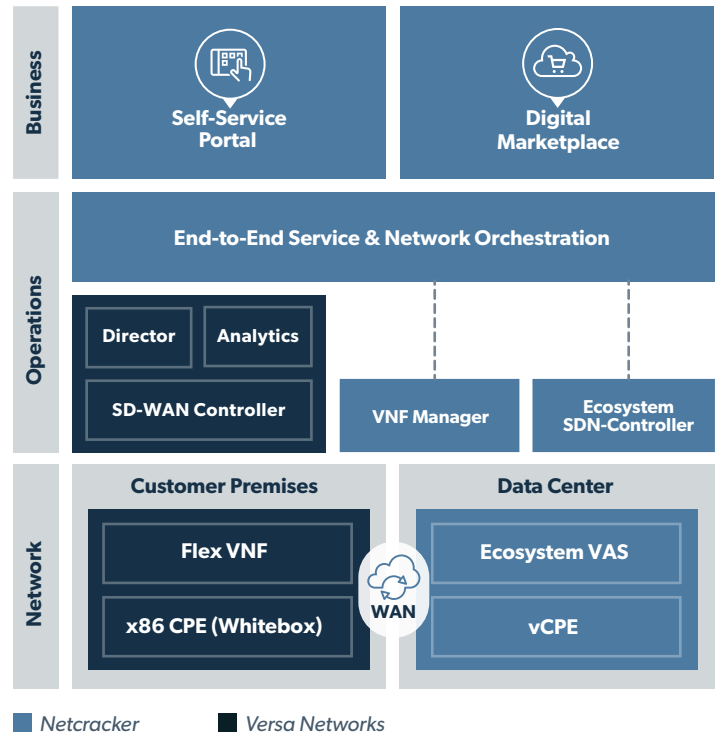 Business
Self-Service
Portal
Digital
Marketplace
Operations
End-to-End Service & Network Orchestration
Director
Analytics
SD-WAN Controller
VNF Manager
Ecosystem
SDN-Controller
Network
Customer Premises
Data Center
Flex VNF
Ecosystem VAS
WAN
x86 CPE (Whitebox)
vCPE
Netcracker
Versa Networks